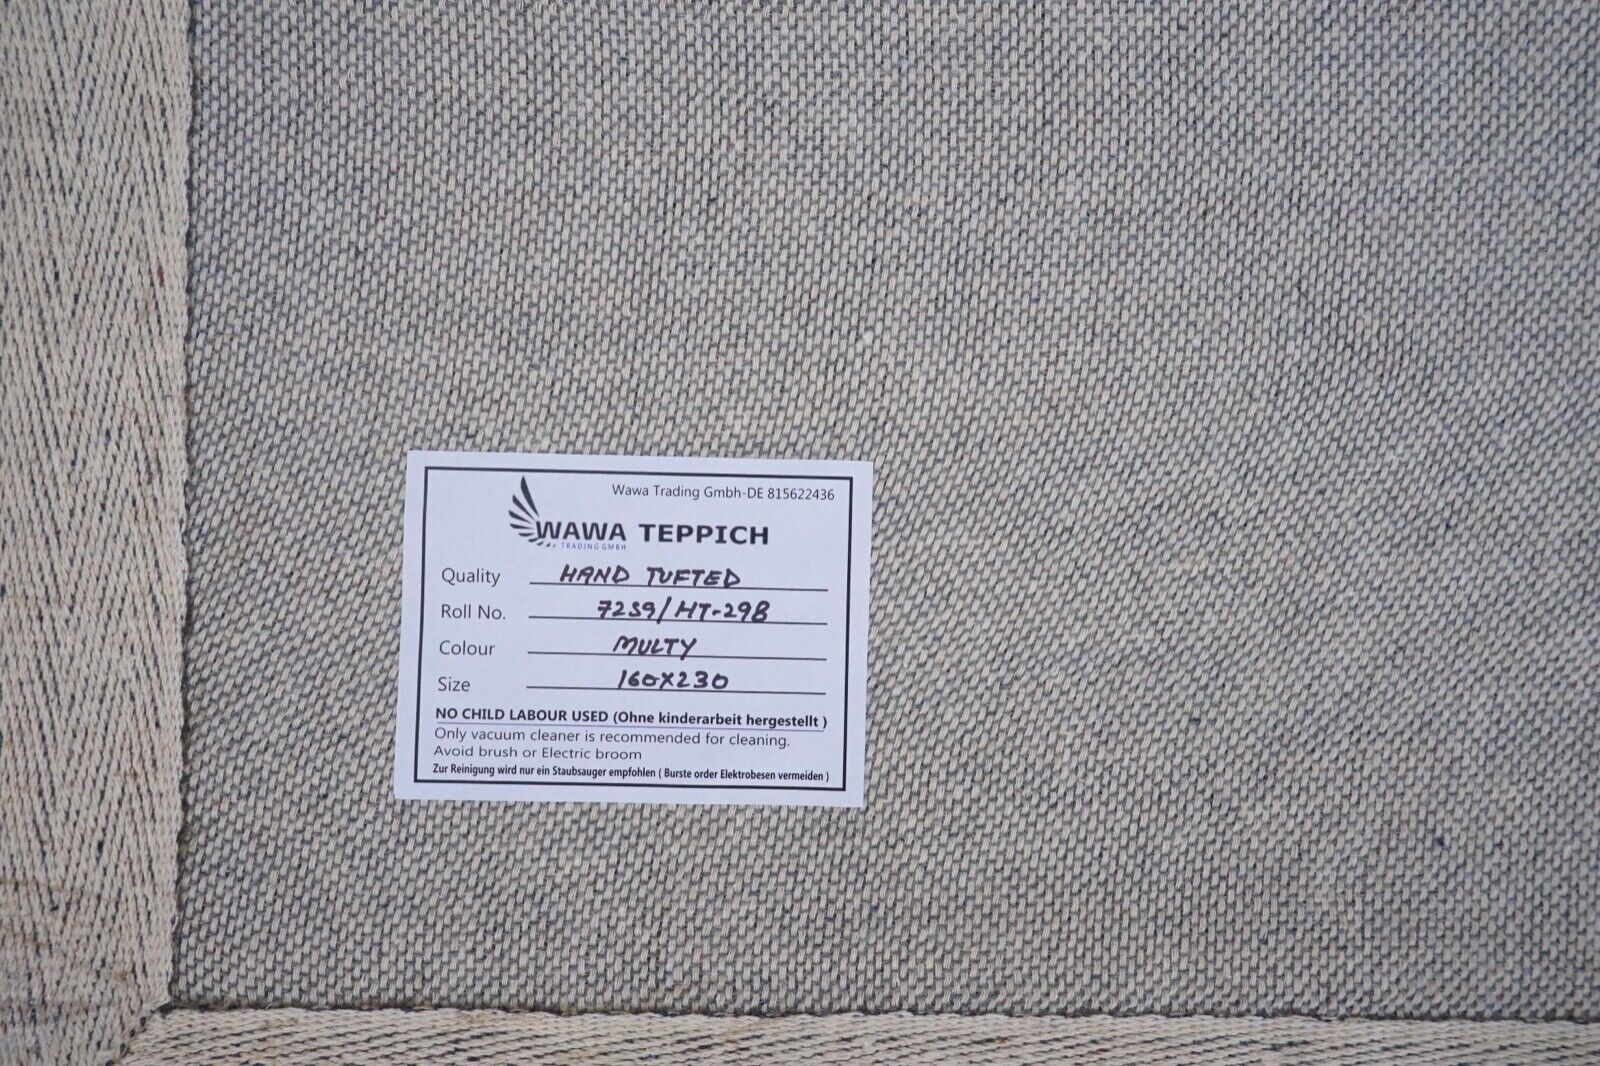 Wawa Trading Gmbh-DE 815622436
WAWA TEPPICH
TRADING GMBH
Quality HAND TUFTED
Roll No. 7259/HT-29B
Colour MULTY
Size 160X230
NO CHILD LABOUR USED (Ohne kinderarbeit hergestellt )
Only vacuum cleaner is recommended for cleaning.
Avoid brush or Electric broom
Zur Reinigung wird nur ein Staubsauger empfohlen ( Burste order Elektrobesen vermeiden )